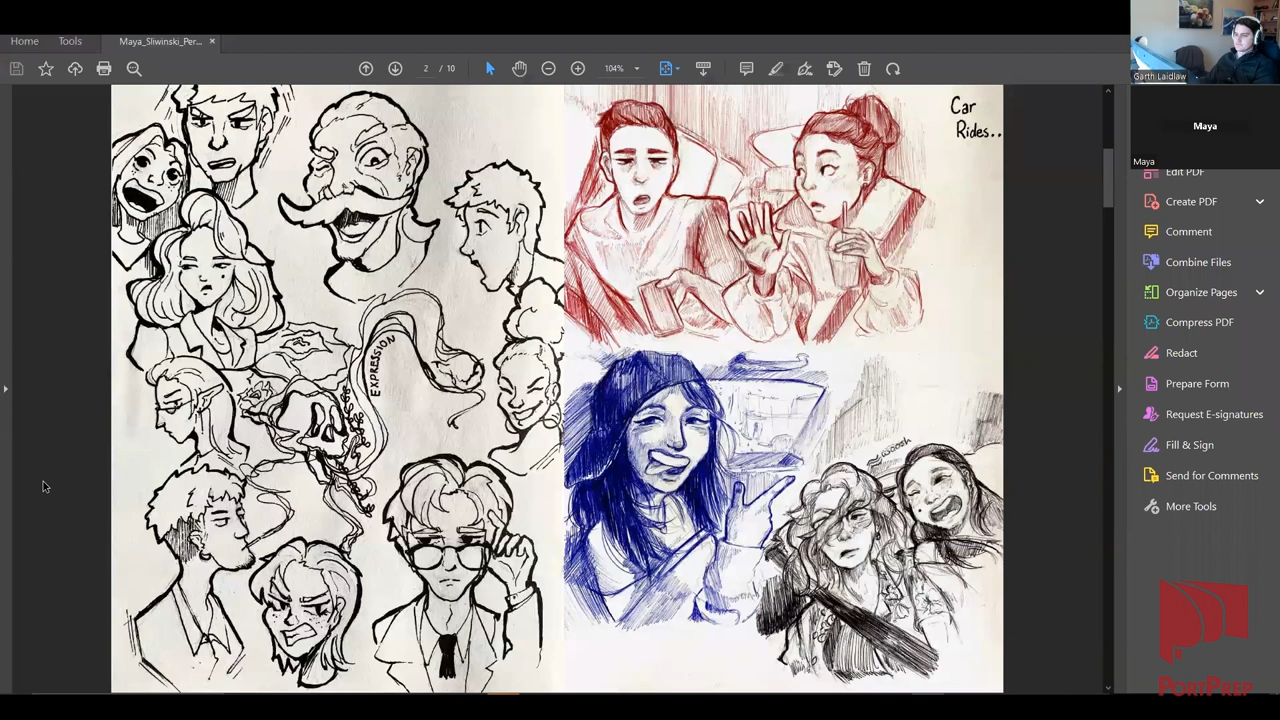 Home
Tools
Maya_Sliwinski_Per...
×
2 / 10
104%
Garth Laidlaw
Maya
Maya
Edit PDF
Create PDF
Comment
Combine Files
Organize Pages
Compress PDF
Redact
Prepare Form
Request E-signatures
Fill & Sign
Send for Comments
More Tools
Car
Rides..
EXPRESSION
PORTPREP